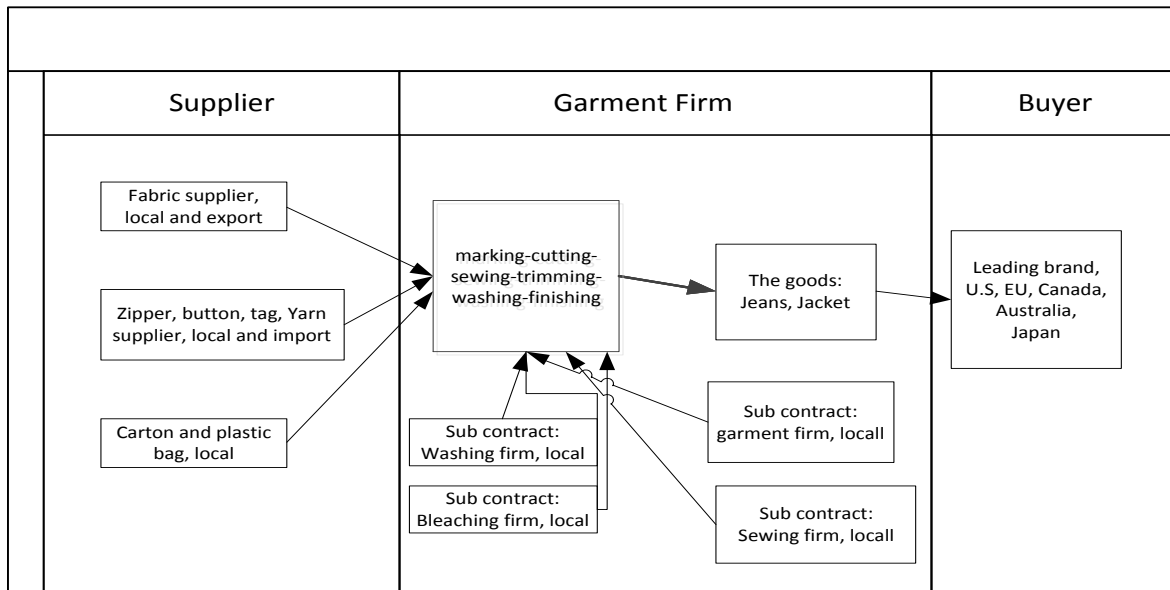 Supplier
Garment Firm
Buyer
Fabric supplier,
local and export
Zipper, button, tag, Yarn
supplier, local and import
Carton and plastic
bag, local
marking-cutting-
sewing-trimming-
washing-finishing
The goods:
Jeans, Jacket
Sub contract:
Washing firm, local
Sub contract:
Bleaching firm, local
Sub contract:
garment firm, locall
Sub contract:
Sewing firm, locall
Leading brand,
U.S, EU, Canada,
Australia,
Japan